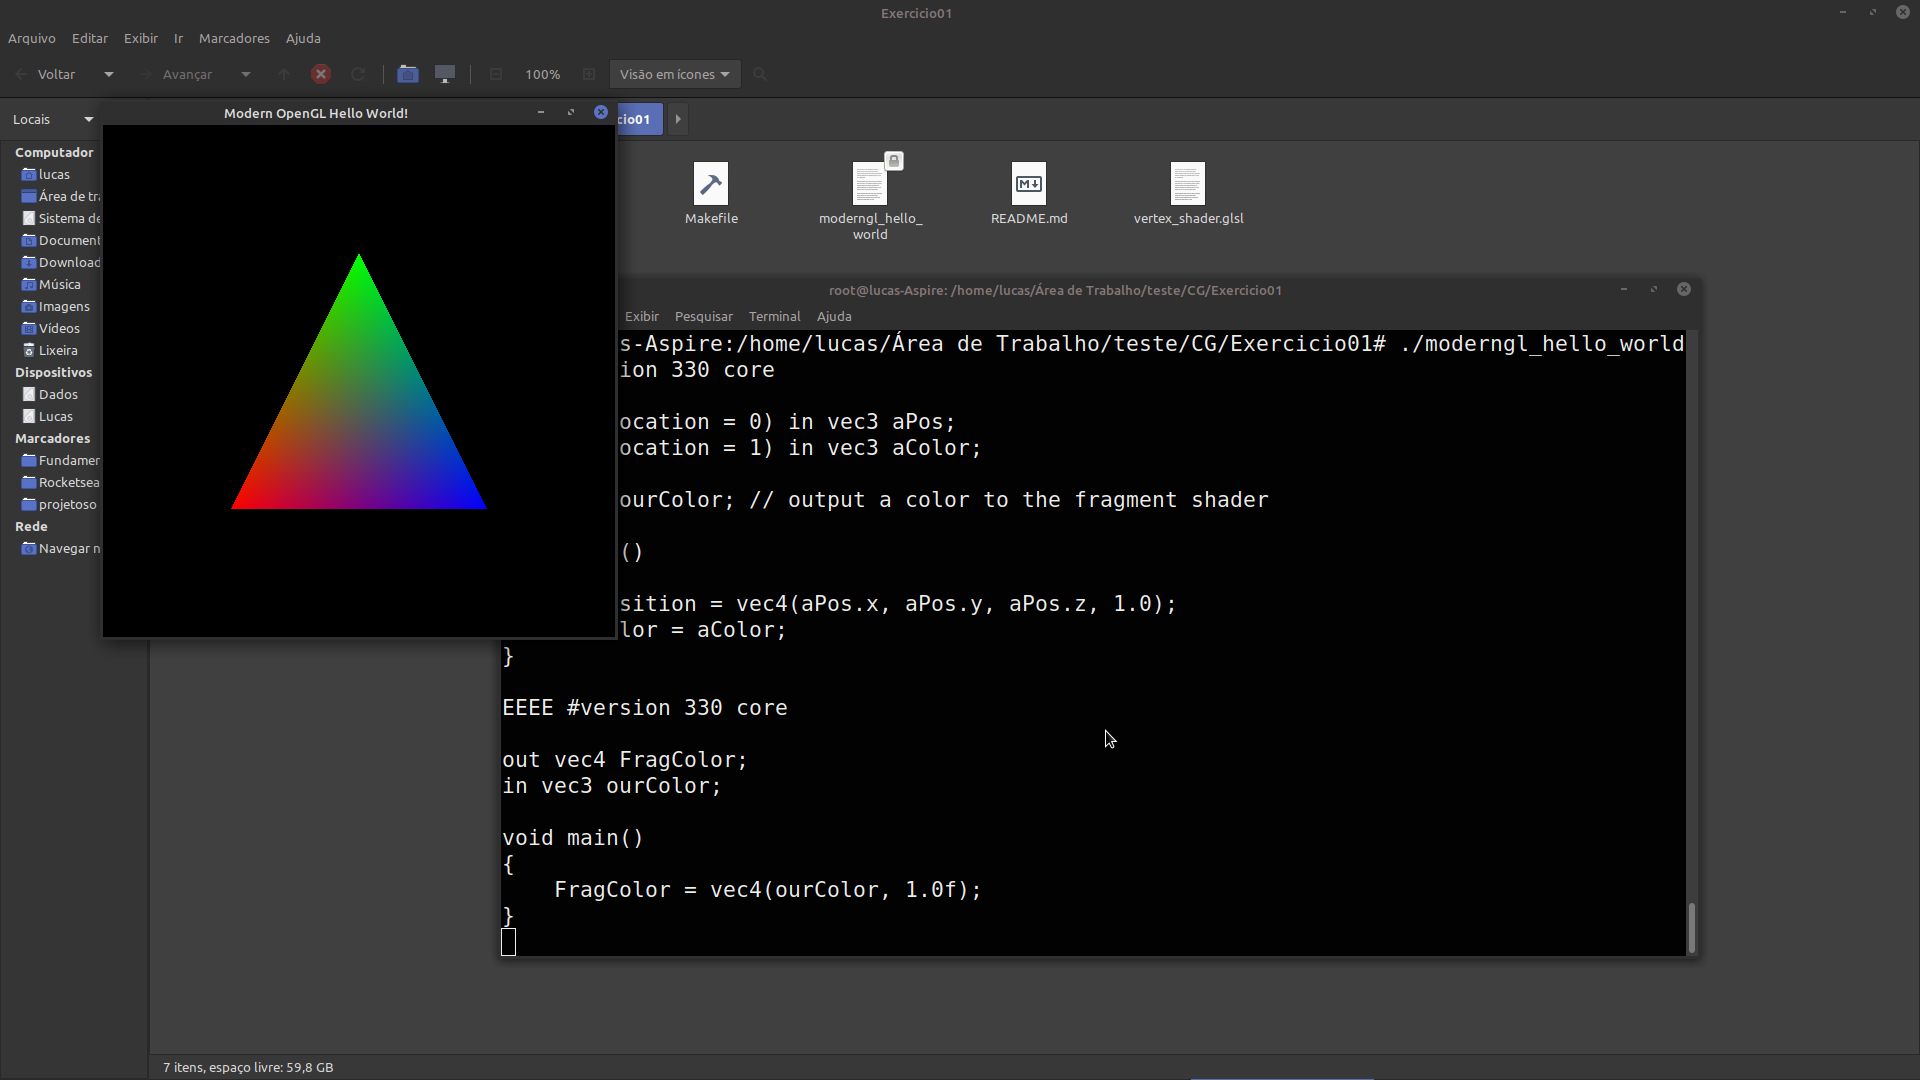 Exercicio01
Arquivo Editar Exibir Ir Marcadores Ajuda
Voltar Avançar 100% Visão em ícones
Locais
cio01
Modern OpenGL Hello World!
Computador
lucas
Área de tra
Sistema de
Document
Download
Música
Imagens
Vídeos
Lixeira
Dispositivos
Dados
Lucas
Marcadores
Fundamer
Rocketsea
projetoso
Rede
Navegar n
Makefile
moderngl_hello_
world
README.md
vertex_shader.glsl
root@lucas-Aspire: /home/lucas/Área de Trabalho/teste/CG/Exercicio01
Exibir Pesquisar Terminal Ajuda
s-Aspire:/home/lucas/Área de Trabalho/teste/CG/Exercicio01# ./moderngl_hello_world
ion 330 core
ocation = 0) in vec3 aPos;
ocation = 1) in vec3 aColor;
ourColor; // output a color to the fragment shader
()
sition = vec4(aPos.x, aPos.y, aPos.z, 1.0);
lor = aColor;
}
EEEE #version 330 core
out vec4 FragColor;
in vec3 ourColor;
void main()
{
FragColor = vec4(ourColor, 1.0f);
}
7 itens, espaço livre: 59,8 GB